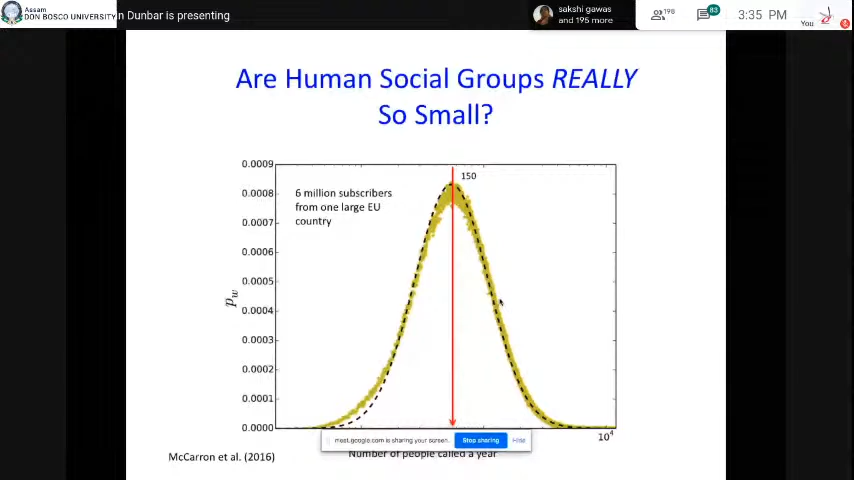 Assam
DON BOSCO UNIVERSITY
n Dunbar is presenting
sakshi gawas
and 195 more
198
83
3:35 PM
You
Are Human Social Groups REALLY
So Small?
0.0009
150
6 million subscribers
from one large EU
country
0.0008
0.0007
0.0006
0.0005
0.0004
0.0003
0.0002
0.0001
0.0000
p_w
10⁴
meet.google.com is sharing your screen.
Stop sharing
Hide
Number of people called a year
McCarron et al. (2016)